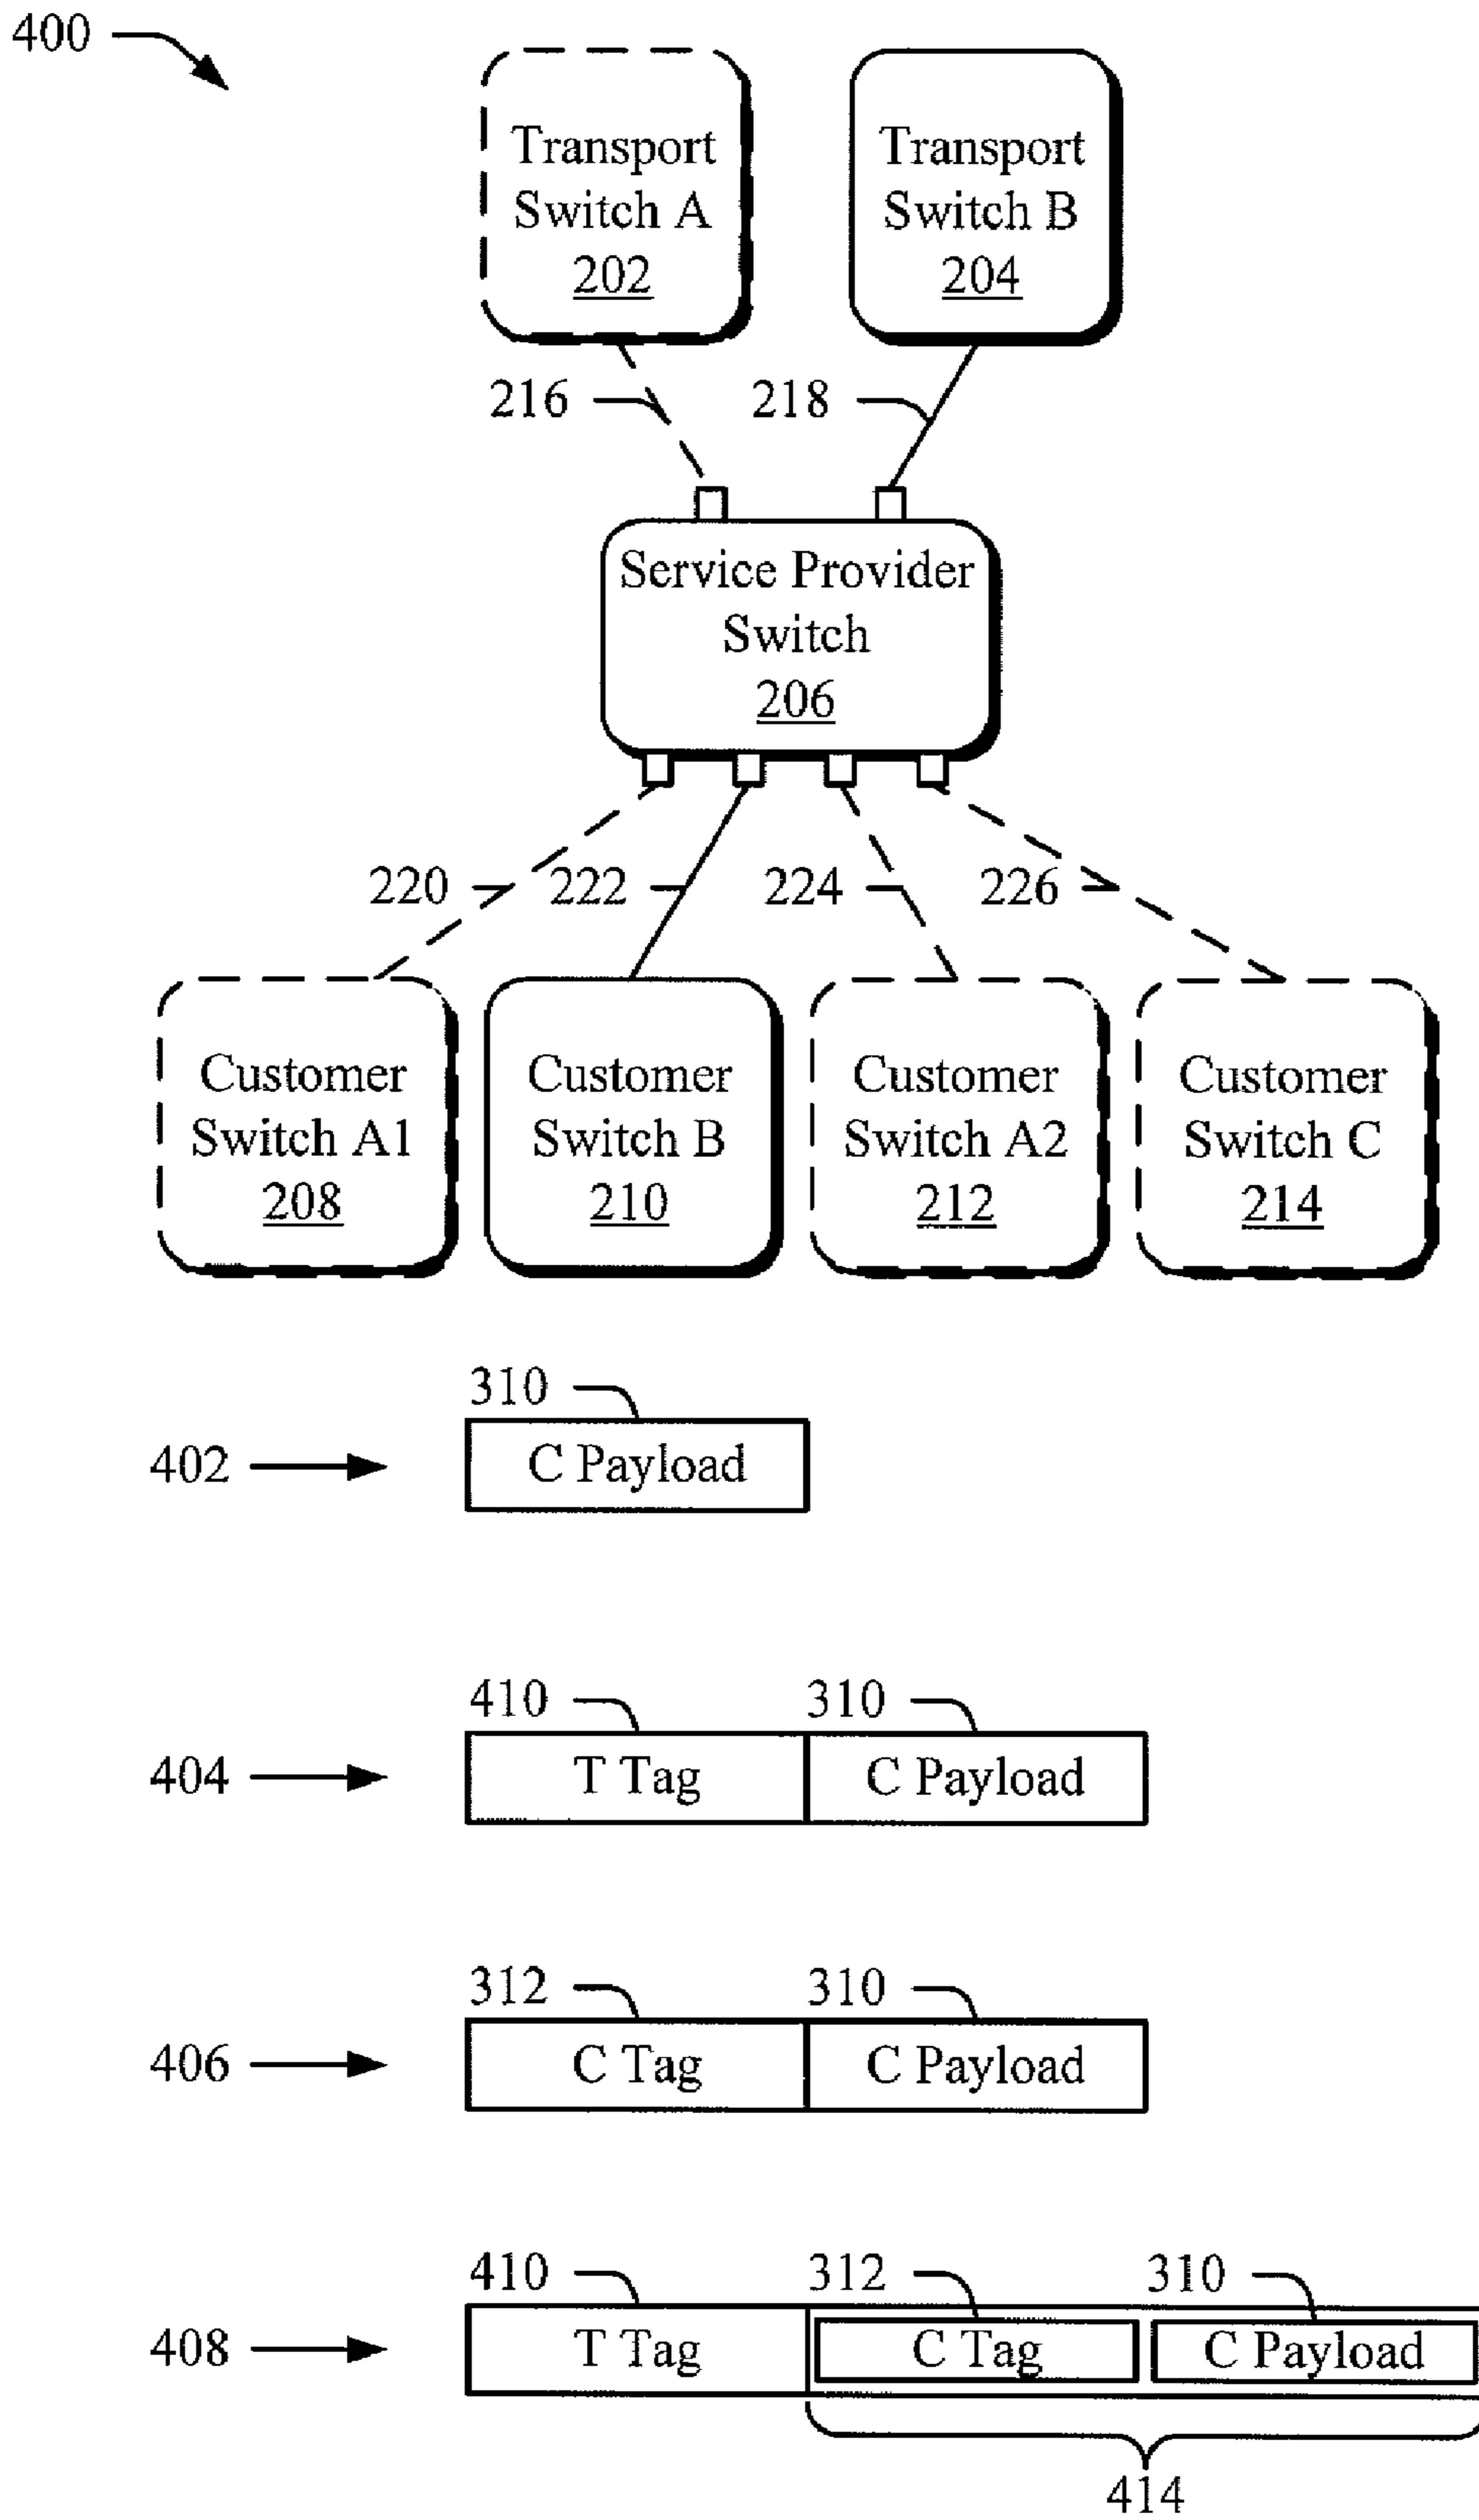 400
Transport
Switch A
202
Transport
Switch B
204
216
218
Service Provider
Switch
206
220
222
224
226
Customer
Switch A1
208
Customer
Switch B
210
Customer
Switch A2
212
Customer
Switch C
214
310
402
C Payload
410
310
404
T Tag
C Payload
312
310
406
C Tag
C Payload
410
312
310
408
T Tag
C Tag
C Payload
414